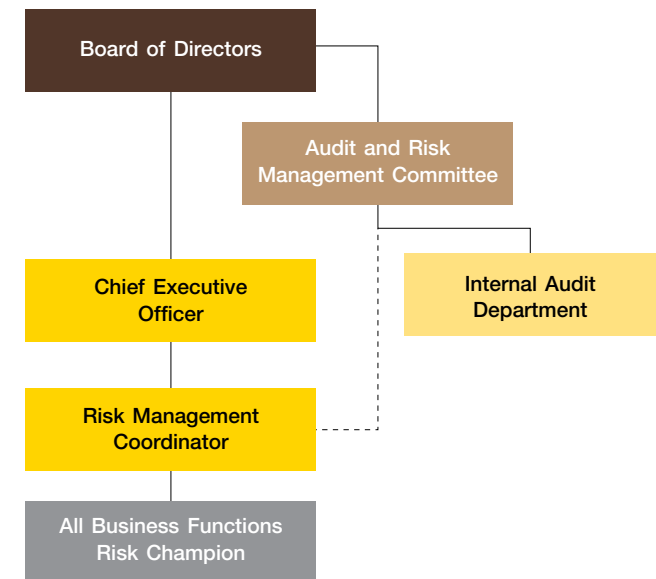 Board of Directors
Audit and Risk
Management Committee
Chief Executive
Officer
Internal Audit
Department
Risk Management
Coordinator
All Business Functions
Risk Champion